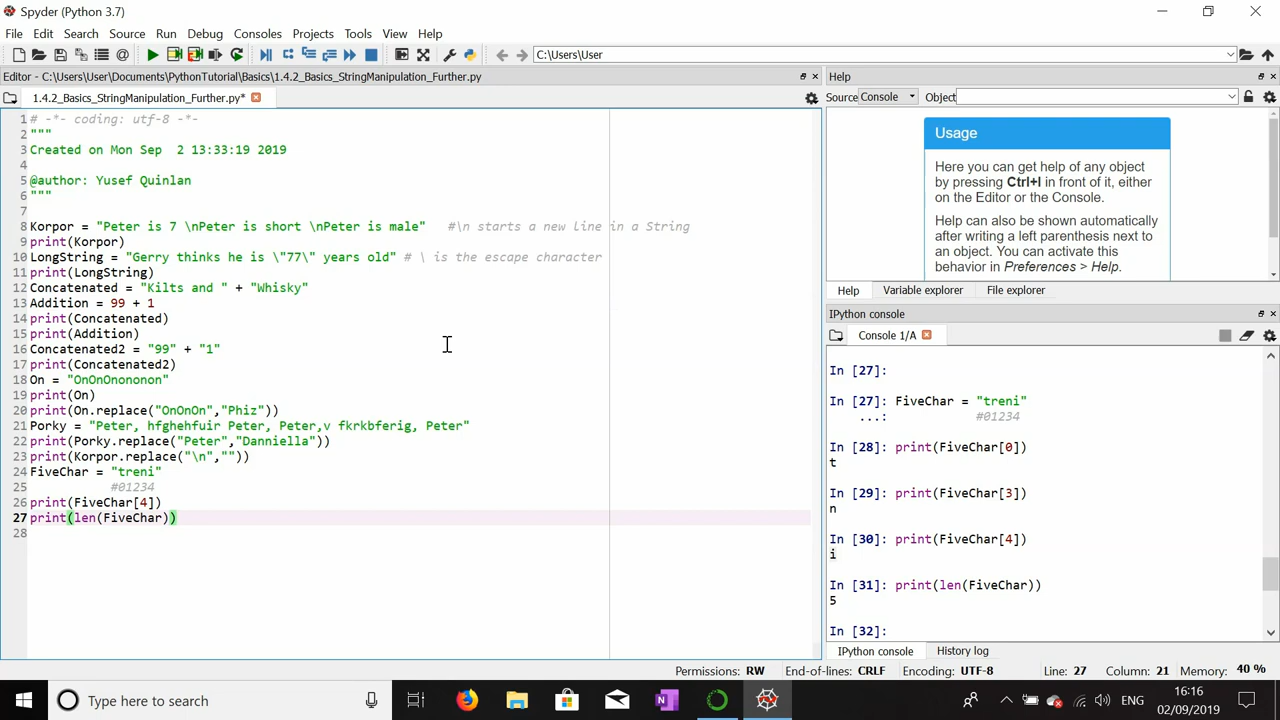 Spyder (Python 3.7)
File Edit Search Source Run Debug Consoles Projects Tools View Help
C:\Users\User
Editor - C:\Users\User\Documents\PythonTutorial\Basics\1.4.2_Basics_StringManipulation_Further.py
1.4.2_Basics_StringManipulation_Further.py*
1 # -*- coding: utf-8 -*-
2 """
3 Created on Mon Sep  2 13:33:19 2019
4
5 @author: Yusef Quinlan
6 """
7
8 Korpor = "Peter is 7 \nPeter is short \nPeter is male"   #\n starts a new line in a String
9 print(Korpor)
10 LongString = "Gerry thinks he is \"77\" years old" # \ is the escape character
11 print(LongString)
12 Concatenated = "Kilts and " + "Whisky"
13 Addition = 99 + 1
14 print(Concatenated)
15 print(Addition)
16 Concatenated2 = "99" + "1"
17 print(Concatenated2)
18 On = "OnOnOnononon"
19 print(On)
20 print(On.replace("OnOnOn","Phiz"))
21 Porky = "Peter, hfghehfuir Peter, Peter,v fkrkbferig, Peter"
22 print(Porky.replace("Peter","Danniella"))
23 print(Korpor.replace("\n",""))
24 FiveChar = "treni"
25            #01234
26 print(FiveChar[4])
27 print(len(FiveChar))
28
Help
Source Console Object
Usage
Here you can get help of any object
by pressing Ctrl+I in front of it, either
on the Editor or the Console.
Help can also be shown automatically
after writing a left parenthesis next to
an object. You can activate this
behavior in Preferences > Help.
Help Variable explorer File explorer
IPython console
Console 1/A
In [27]:
In [27]: FiveChar = "treni"
...:            #01234
In [28]: print(FiveChar[0])
t
In [29]: print(FiveChar[3])
n
In [30]: print(FiveChar[4])
i
In [31]: print(len(FiveChar))
5
In [32]:
IPython console History log
Permissions: RW End-of-lines: CRLF Encoding: UTF-8 Line: 27 Column: 21 Memory: 40 %
Type here to search
ENG
16:16
02/09/2019